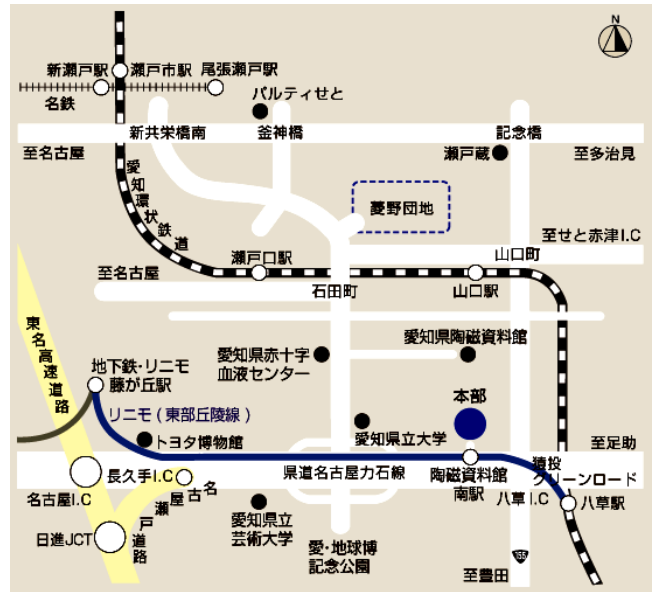 N
新瀬戸駅
瀬戸市駅
尾張瀬戸駅
名鉄
パルティせと
新共栄橋南
釜神橋
記念橋
至名古屋
瀬戸蔵
至多治見
愛知環状鉄道
菱野団地
至せと赤津I.C
山口町
瀬戸口駅
至名古屋
石田町
山口駅
東名高速道路
愛知県赤十字
血液センター
愛知県陶磁資料館
地下鉄・リニモ
藤が丘駅
本部
リニモ(東部丘陵線)
トヨタ博物館
愛知県立大学
至足助
長久手I.C
県道名古屋力石線
陶磁資料館
南駅
猿投
グリーンロード
名古屋I.C
名古屋瀬戸道路
八草I.C
八草駅
日進JCT
愛知県立
芸術大学
愛・地球博
記念公園
155
至豊田